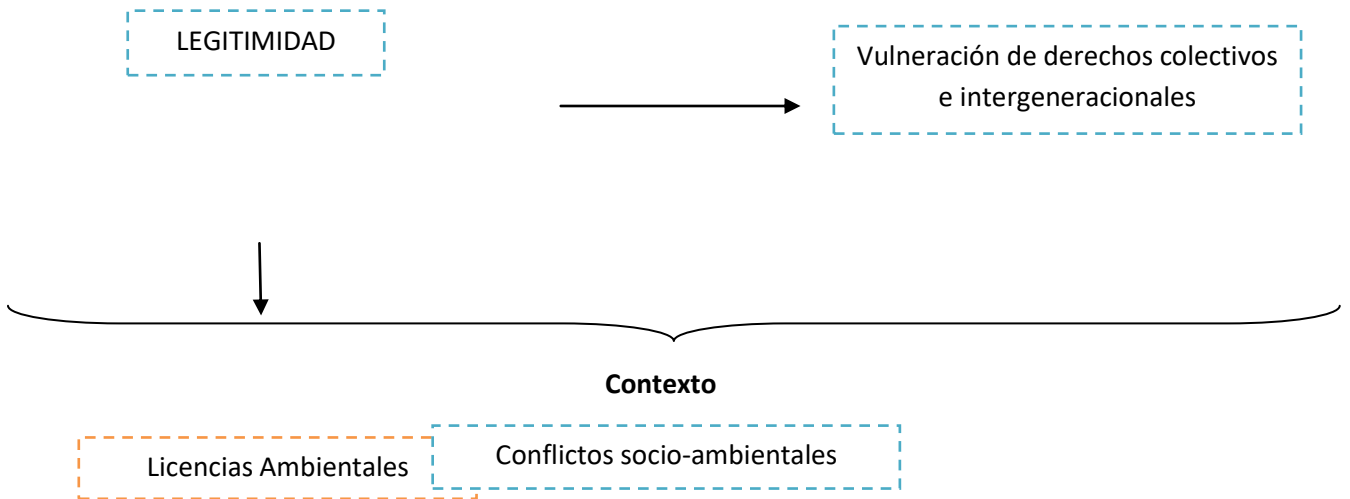 LEGITIMIDAD
Vulneración de derechos colectivos
e intergeneracionales
Contexto
Licencias Ambientales
Conflictos socio-ambientales